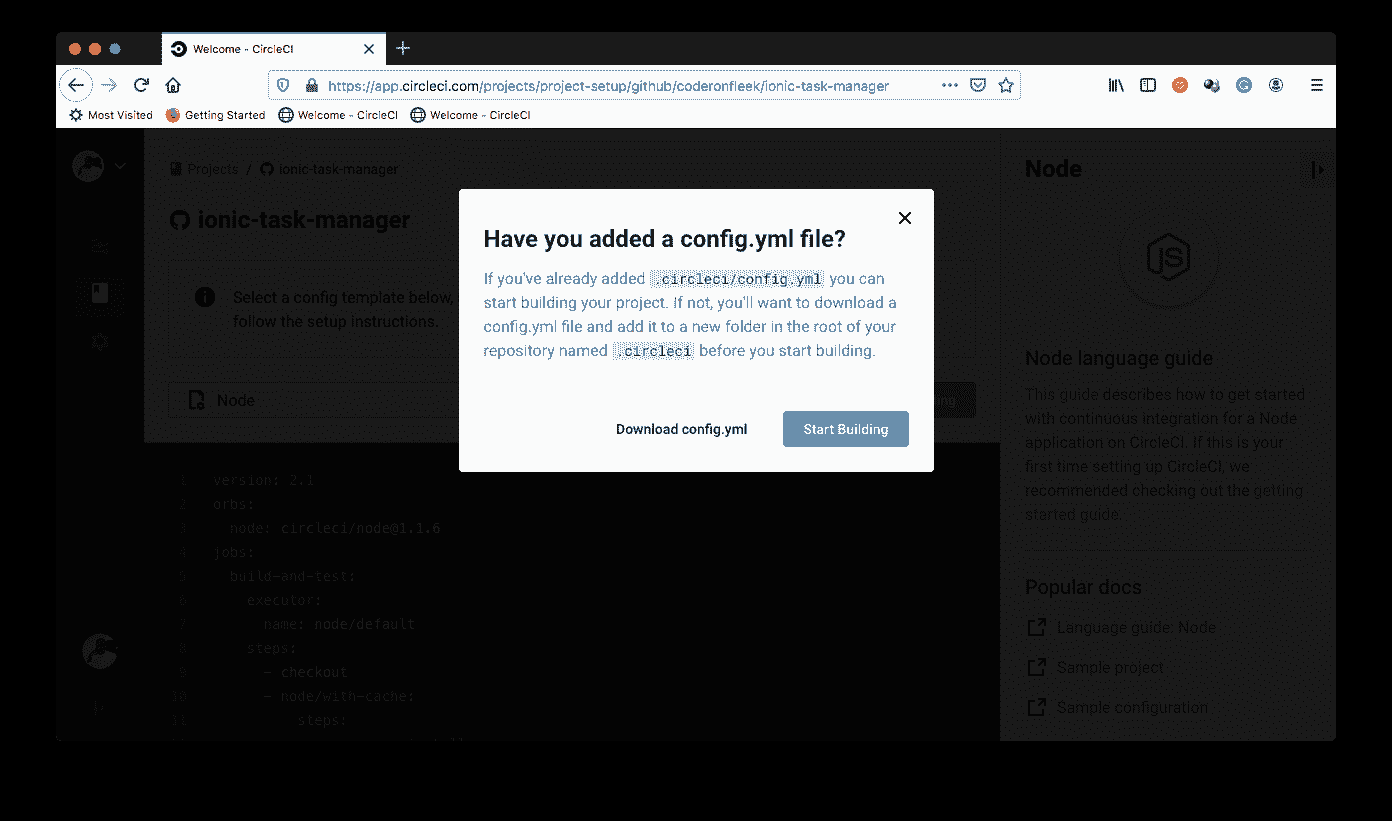 Welcome - CircleCI
https://app.circleci.com/projects/project-setup/github/coderonfleek/ionic-task-manager
Most Visited Getting Started Welcome - CircleCI Welcome - CircleCI
Projects / ionic-task-manager
ionic-task-manager
Select a config template below,
follow the setup instructions.
Node
Have you added a config.yml file?
If you've already added .circleci/config.yml you can
start building your project. If not, you'll want to download a
config.yml file and add it to a new folder in the root of your
repository named .circleci before you start building.
Download config.yml Start Building
1 version: 2.1
2 orbs:
3 node: circleci/node@1.1.6
4 jobs:
5 build-and-test:
6 executor:
7 name: node/default
8 steps:
9 - checkout
10 - node/with-cache:
11 steps:
Node
JS
Node language guide
This guide describes how to get started
with continuous integration for a Node
application on CircleCI. If this is your
first time setting up CircleCI, we
recommended checking out the getting
started guide.
Popular docs
Language guide: Node
Sample project
Sample configuration